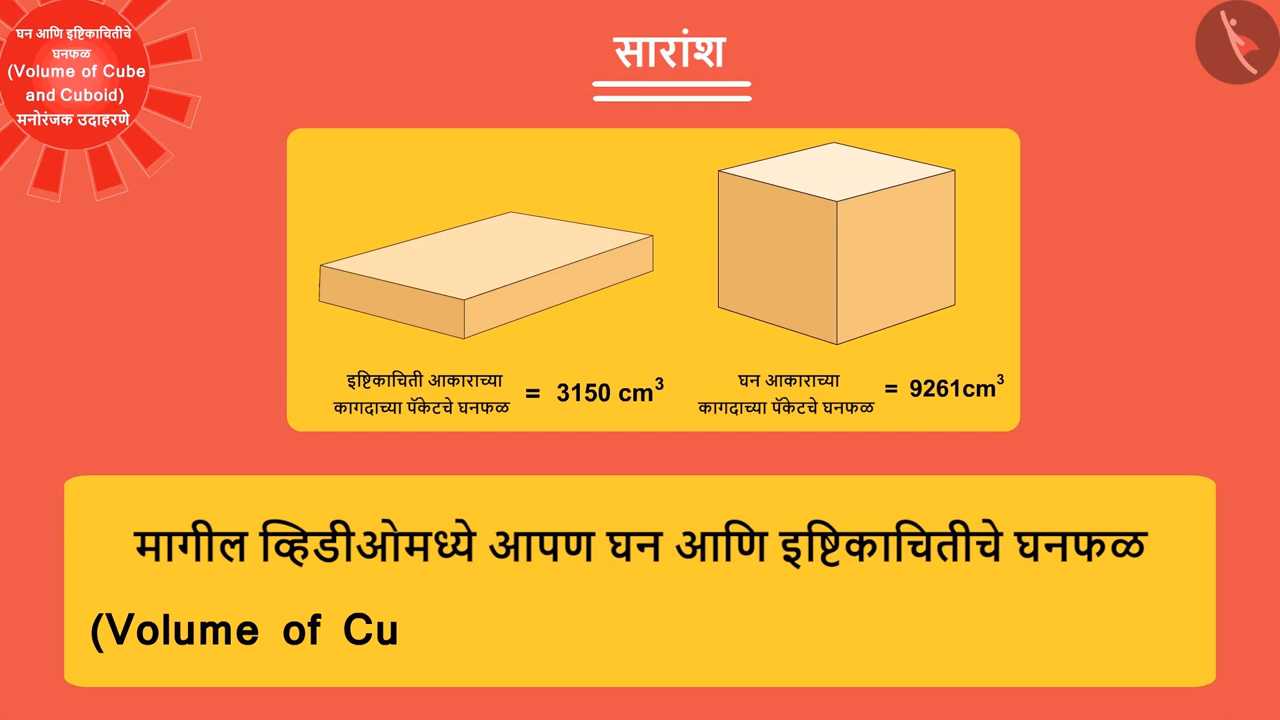 घन आणि इष्टिकाचितीचे
घनफळ
(Volume of Cube
and Cuboid)
मनोरंजक उदाहरणे
सारांश
इष्टिकाचिती आकाराच्या
कागदाच्या पॅकेटचे घनफळ = 3150 cm³
घन आकाराच्या
कागदाच्या पॅकेटचे घनफळ = 9261cm³
मागील व्हिडीओमध्ये आपण घन आणि इष्टिकाचितीचे घनफळ
(Volume of Cu